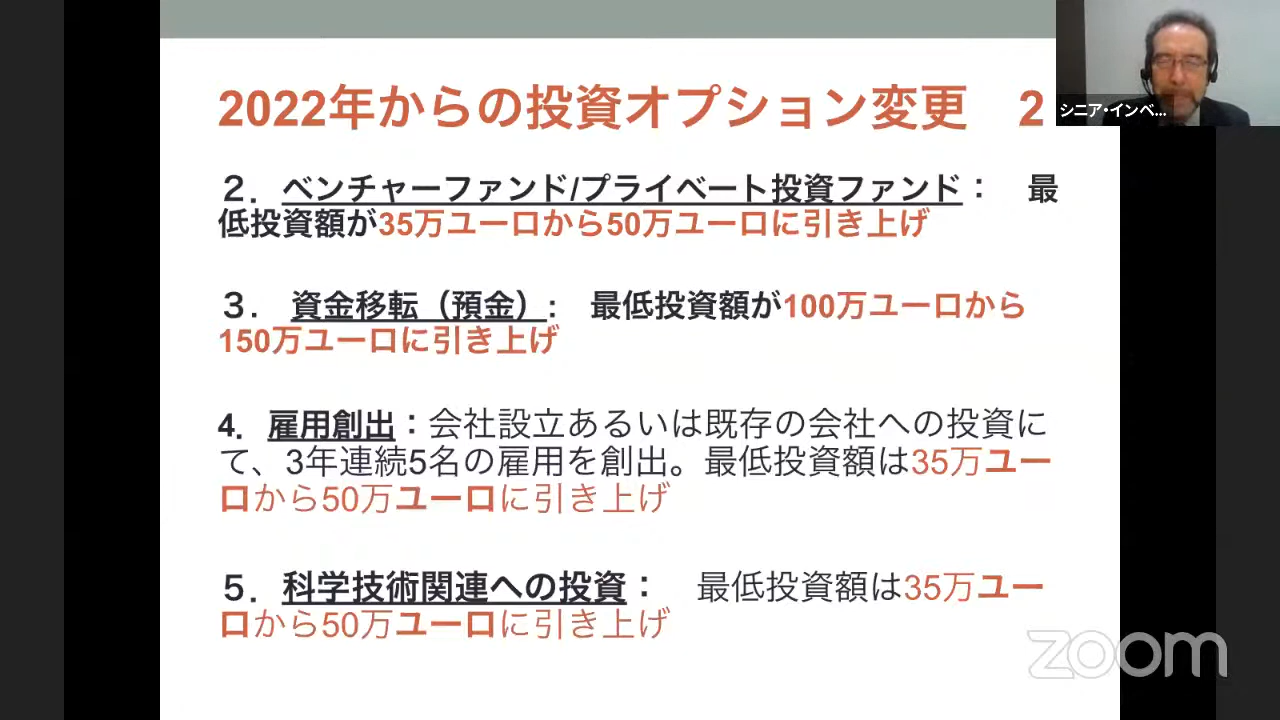 2022年からの投資オプション変更　2
シニア・インベ...
２．ベンチャーファンド/プライベート投資ファンド：　最
低投資額が35万ユーロから50万ユーロに引き上げ
３．　資金移転（預金）:　最低投資額が100万ユーロから
150万ユーロに引き上げ
4．雇用創出：会社設立あるいは既存の会社への投資に
て、3年連続5名の雇用を創出。最低投資額は35万ユー
ロから50万ユーロに引き上げ
５．科学技術関連への投資：　最低投資額は35万ユー
ロから50万ユーロに引き上げ
zoom